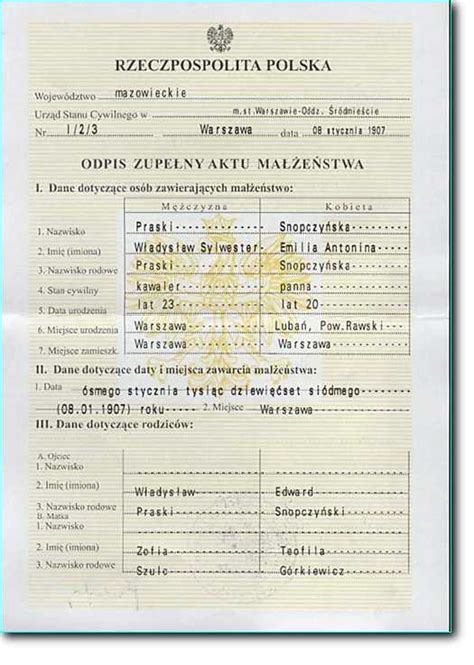 RZECZPOSPOLITA POLSKA
Województwo mazowieckie
Urząd Stanu Cywilnego w m.st.Warszawie-Oddz. Śródnieście
Nr 1/2/3 Warszawa data 08 stycznia 1907
ODPIS ZUPEŁNY AKTU MAŁŻEŃSTWA
I. Dane dotyczące osób zawierających małżeństwo:
Mężczyzna Kobieta
1. Nazwisko Praski Snopczyńska
2. Imię (imiona) Władysław Sylwester Emilia Antonina
3. Nazwisko rodowe Praski Snopczyńska
4. Stan cywilny kawaler panna
5. Data urodzenia lat 23 lat 20
6. Miejsce urodzenia Warszawa Lubań, Pow.Rawski
7. Miejsce zamieszk. Warszawa Warszawa
II. Dane dotyczące daty i miejsca zawarcia małżeństwa:
1. Data ósmego stycznia tysiąc dziewięćset siódmego
(08.01.1907) roku 2. Miejsce Warszawa
III. Dane dotyczące rodziców:
A. Ojciec
1. Nazwisko
2. Imię (imiona) Władysław Edward
3. Nazwisko rodowe Praski Snopczyński
B. Matka
1. Nazwisko
2. Imię (imiona) Zofia Teofila
3. Nazwisko rodowe Szulc Górkiewicz